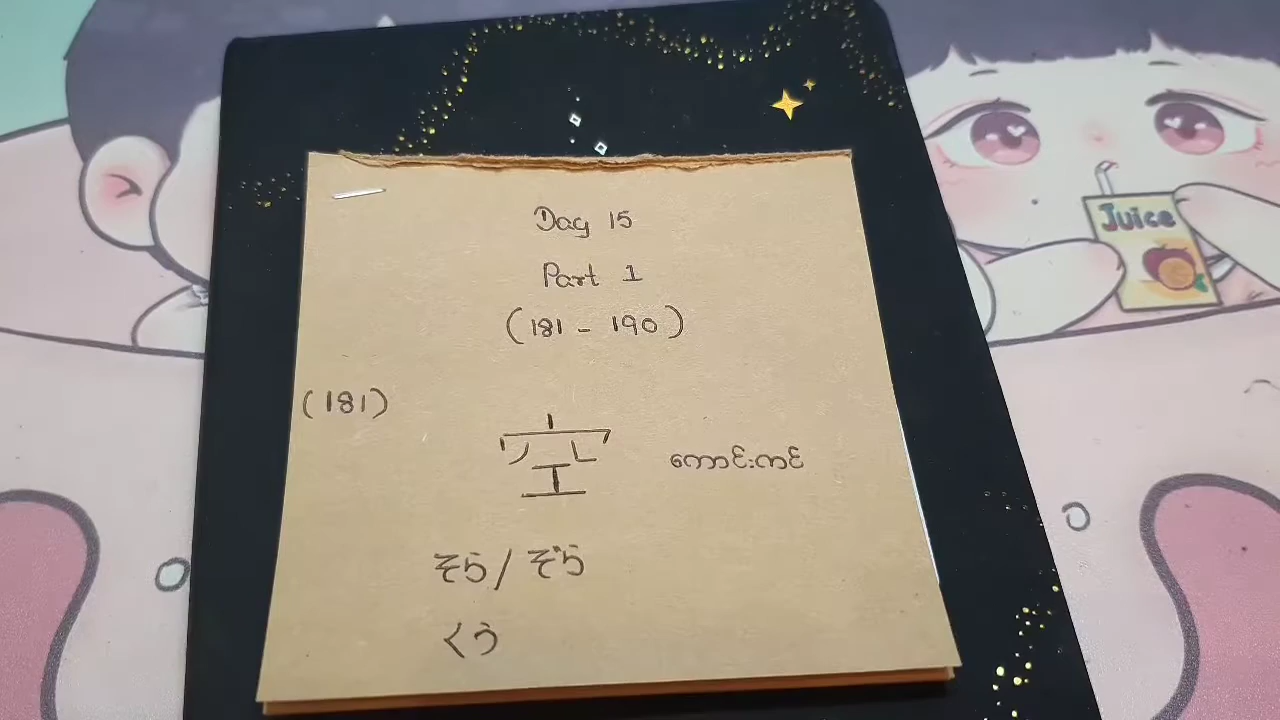 Day 15
Part 1
(181 - 190)
(181)
空 ကောင်းကင်
そら / ぞら
くう
Juice